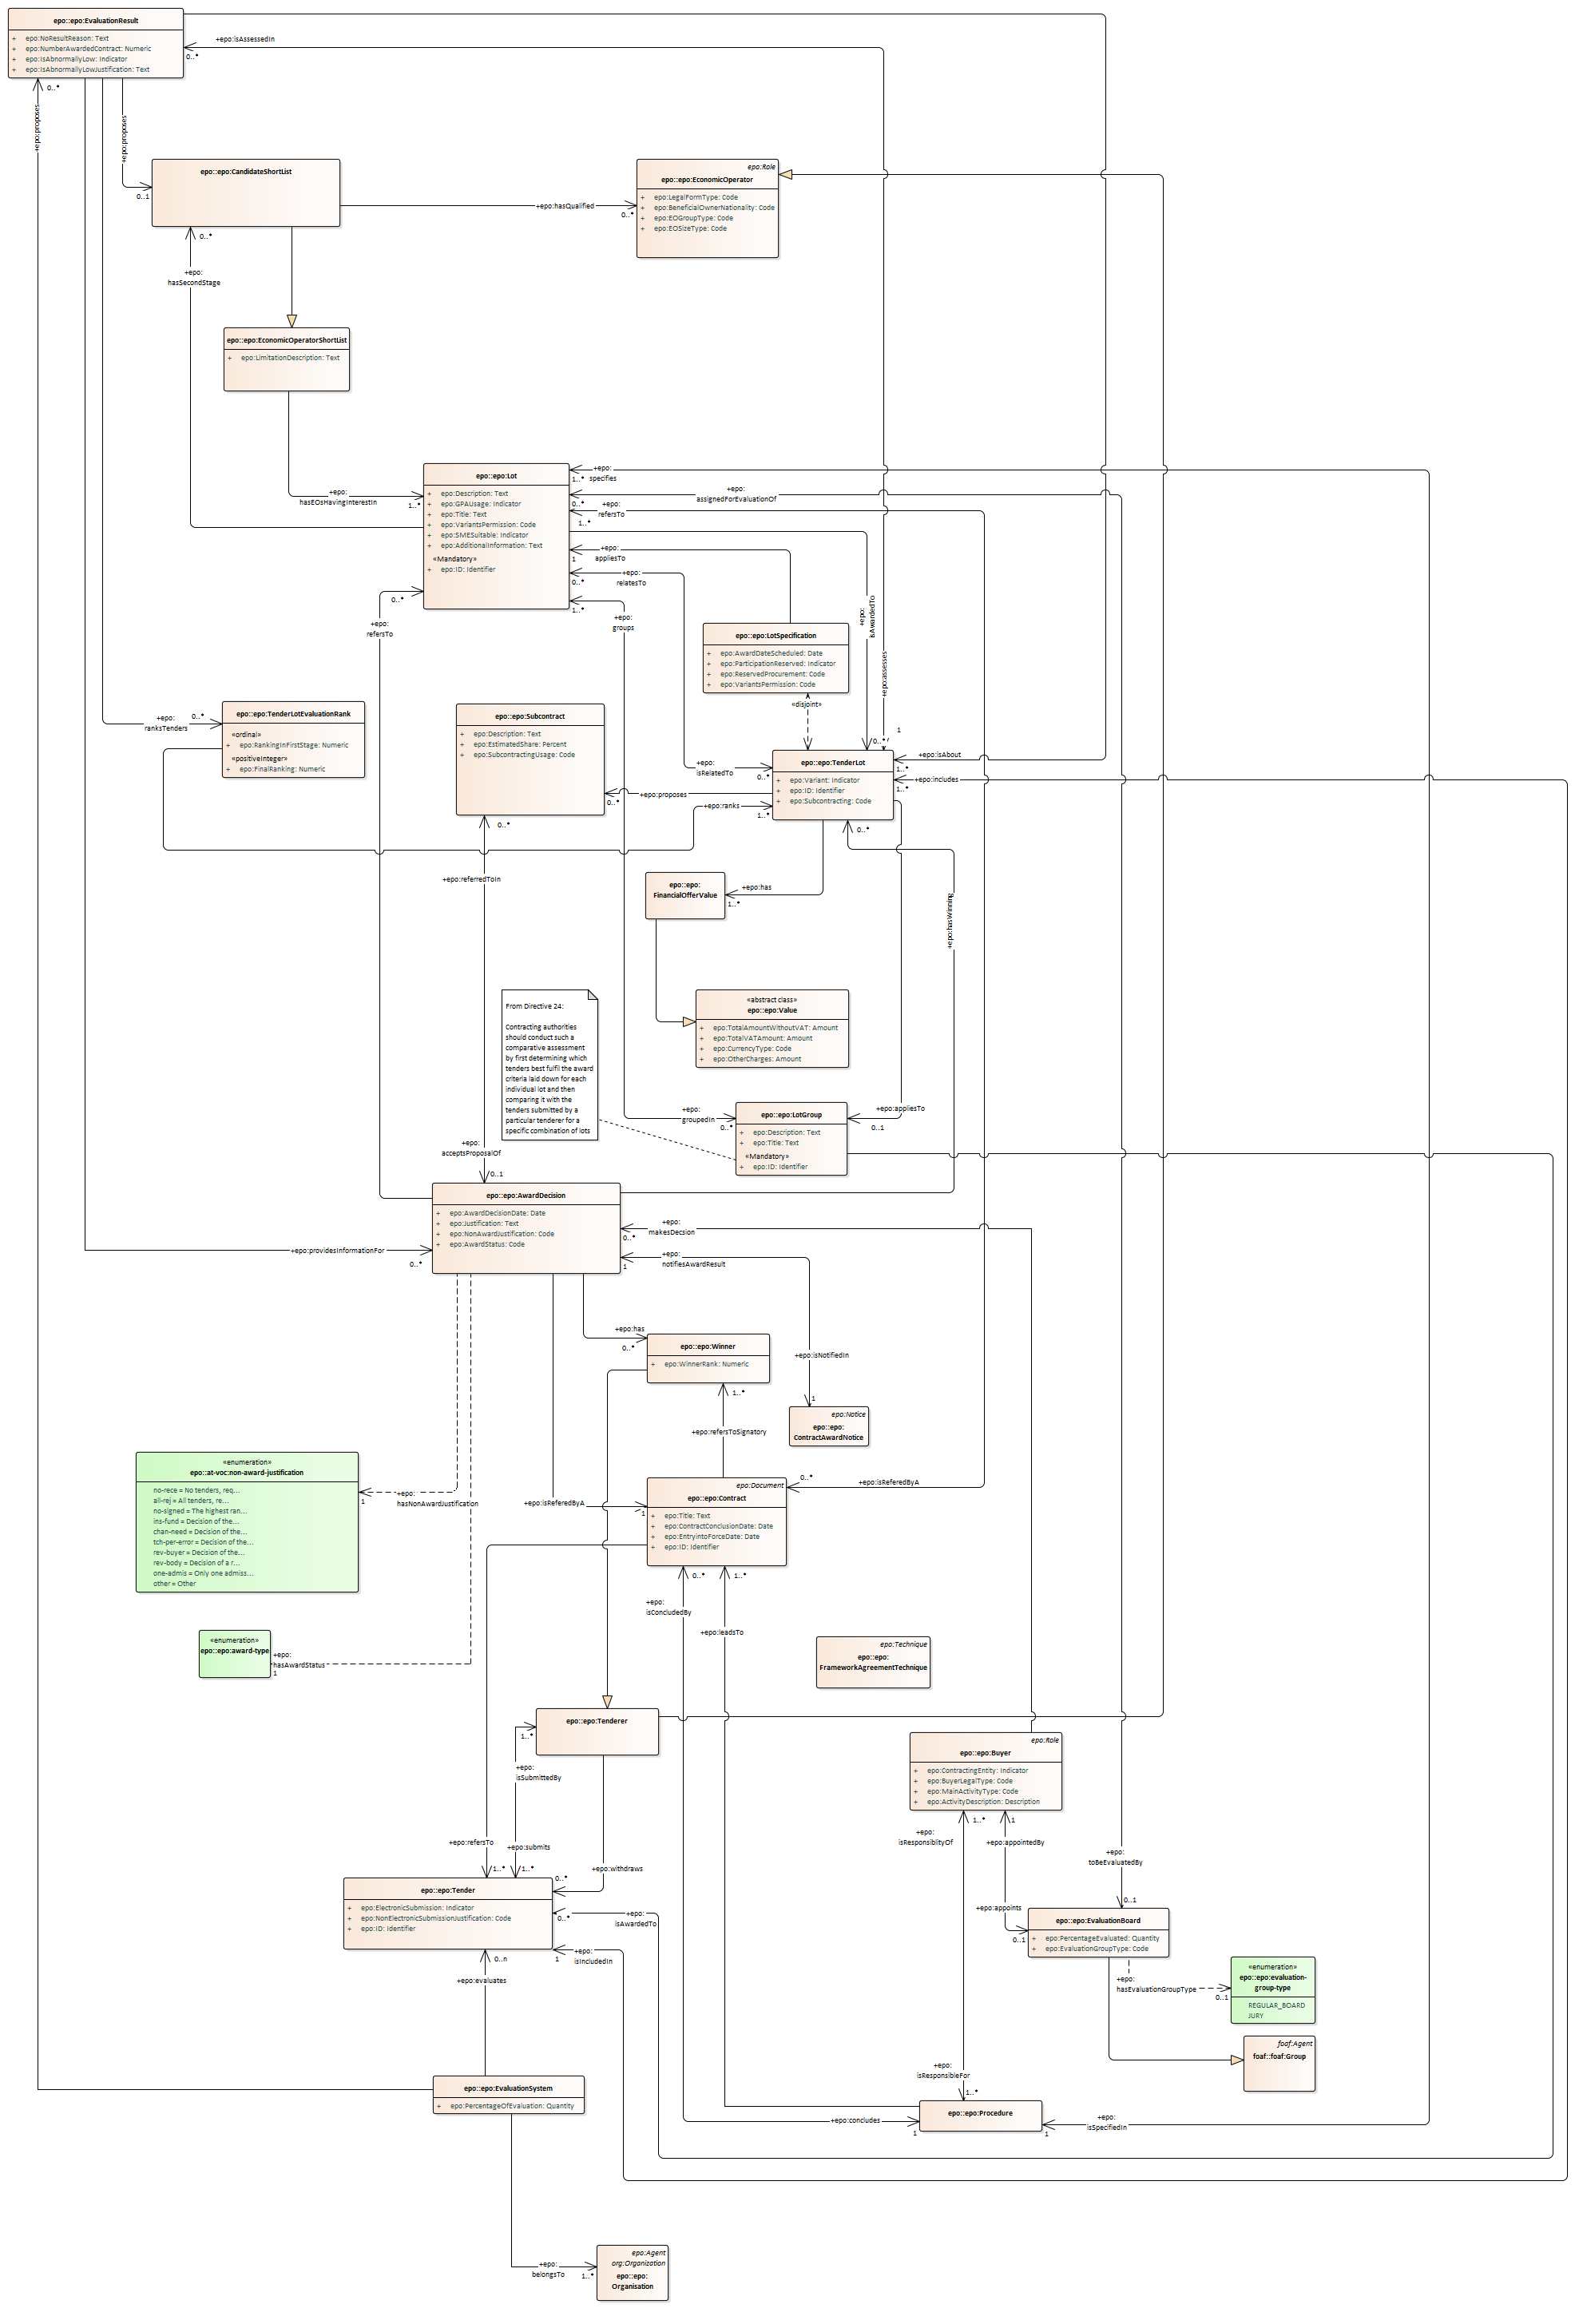 epo::epo:EvaluationResult
+ epo:NoResultReason: Text
+ epo:NumberAwardedContract: Numeric
+ epo:IsAbnormallyLow: Indicator
+ epo:IsAbnormallyLowJustification: Text
+epo:isAssessedIn
0..*
0..*
+epo:proposes
+epo:proposes
0..1
epo::epo:CandidateShortList
+epo:hasQualified
0..*
epo:Role
epo::epo:EconomicOperator
+ epo:LegalFormType: Code
+ epo:BeneficialOwnerNationality: Code
+ epo:EOGroupType: Code
+ epo:EOSizeType: Code
0..*
+epo:
hasSecondStage
epo::epo:EconomicOperatorShortList
+ epo:LimitationDescription: Text
+epo:
hasEOsHavingInterestIn
1..*
epo::epo:Lot
+ epo:Description: Text
+ epo:GPAUsage: Indicator
+ epo:Title: Text
+ epo:VariantsPermission: Code
+ epo:SMESuitable: Indicator
+ epo:AdditionalInformation: Text
«Mandatory»
+ epo:ID: Identifier
+epo:
specifies
1..*
+epo:
assignedForEvaluationOf
0..*
+epo:
refersTo
1..*
+epo:
appliesTo
1
+epo:
relatesTo
0..*
+epo:
groups
1..*
0..*
+epo:
refersTo
+epo:
isAwardedTo
+epo:assesses
epo::epo:LotSpecification
+ epo:AwardDateScheduled: Date
+ epo:ParticipationReserved: Indicator
+ epo:ReservedProcurement: Code
+ epo:VariantsPermission: Code
«disjoint»
epo::epo:TenderLotEvaluationRank
«ordinal»
+ epo:RankingInFirstStage: Numeric
«positiveInteger»
+ epo:FinalRanking: Numeric
+epo:
ranksTenders
0..*
epo::epo:Subcontract
+ epo:Description: Text
+ epo:EstimatedShare: Percent
+ epo:SubcontractingUsage: Code
1
0..*
epo::epo:TenderLot
+ epo:Variant: Indicator
+ epo:ID: Identifier
+ epo:Subcontracting: Code
+epo:isAbout
1..*
+epo:includes
1..*
+epo:
isRelatedTo
0..*
+epo:proposes
0..*
+epo:ranks
1..*
0..*
0..*
+epo:referredToIn
epo::epo:
FinancialOfferValue
+epo:has
1..*
+epo:hasWinning
From Directive 24:
Contracting authorities
should conduct such a
comparative assessment
by first determining which
tenders best fulfil the award
criteria laid down for each
individual lot and then
comparing it with the
tenders submitted by a
particular tenderer for a
specific combination of lots
«abstract class»
epo::epo:Value
+ epo:TotalAmountWithoutVAT: Amount
+ epo:TotalVATAmount: Amount
+ epo:CurrencyType: Code
+ epo:OtherCharges: Amount
+epo:
groupedIn
0..*
epo::epo:LotGroup
+ epo:Description: Text
+ epo:Title: Text
«Mandatory»
+ epo:ID: Identifier
+epo:appliesTo
0..1
+epo:
acceptsProposalOf
0..1
epo::epo:AwardDecision
+ epo:AwardDecisionDate: Date
+ epo:Justification: Text
+ epo:NonAwardJustification: Code
+ epo:AwardStatus: Code
+epo:providesInformationFor
0..*
+epo:
makesDecsion
0..*
+epo:
notifiesAwardResult
1
+epo:has
0..*
epo::epo:Winner
+ epo:WinnerRank: Numeric
+epo:isNotifiedIn
1
epo:Notice
epo::epo:
ContractAwardNotice
1..*
+epo:refersToSignatory
«enumeration»
epo::at-voc:non-award-justification
no-rece = No tenders, req...
all-rej = All tenders, re...
no-signed = The highest ran...
ins-fund = Decision of the...
chan-need = Decision of the...
tch-per-error = Decision of the...
rev-buyer = Decision of the...
rev-body = Decision of a r...
one-admis = Only one admiss...
other = Other
+epo:
hasNonAwardJustification
1
+epo:isReferedByA
1
epo:Document
epo::epo:Contract
+ epo:Title: Text
+ epo:ContractConclusionDate: Date
+ epo:EntryintoForceDate: Date
+ epo:ID: Identifier
0..*
+epo:isReferedByA
0..*
1..*
+epo:
isConcludedBy
+epo:leadsTo
«enumeration»
epo::epo:award-type
+epo:
hasAwardStatus
1
epo:Technique
epo::epo:
FrameworkAgreementTechnique
epo::epo:Tenderer
1..*
+epo:
isSubmittedBy
+epo:refersTo
1..*
+epo:submits
1..*
+epo:withdraws
0..*
epo:Role
epo::epo:Buyer
+ epo:ContractingEntity: Indicator
+ epo:BuyerLegalType: Code
+ epo:MainActivityType: Code
+ epo:ActivityDescription: Description
1..*
+epo:
isResponsiblityOf
1
+epo:appointedBy
+epo:
toBeEvaluatedBy
0..1
epo::epo:Tender
+ epo:ElectronicSubmission: Indicator
+ epo:NonElectronicSubmissionJustification: Code
+ epo:ID: Identifier
+epo:
isAwardedTo
0..*
+epo:
isIncludedIn
1
0..n
+epo:evaluates
+epo:appoints
0..1
epo::epo:EvaluationBoard
+ epo:PercentageEvaluated: Quantity
+ epo:EvaluationGroupType: Code
+epo:
hasEvaluationGroupType
0..1
«enumeration»
epo::epo:evaluation-
group-type
REGULAR_BOARD
JURY
foaf:Agent
foaf::foaf:Group
+epo:
isResponsibleFor
1..*
epo::epo:EvaluationSystem
+ epo:PercentageOfEvaluation: Quantity
epo::epo:Procedure
+epo:concludes
1
+epo:
isSpecifiedIn
1
+epo:
belongsTo
1..*
epo:Agent
org:Organization
epo::epo:
Organisation